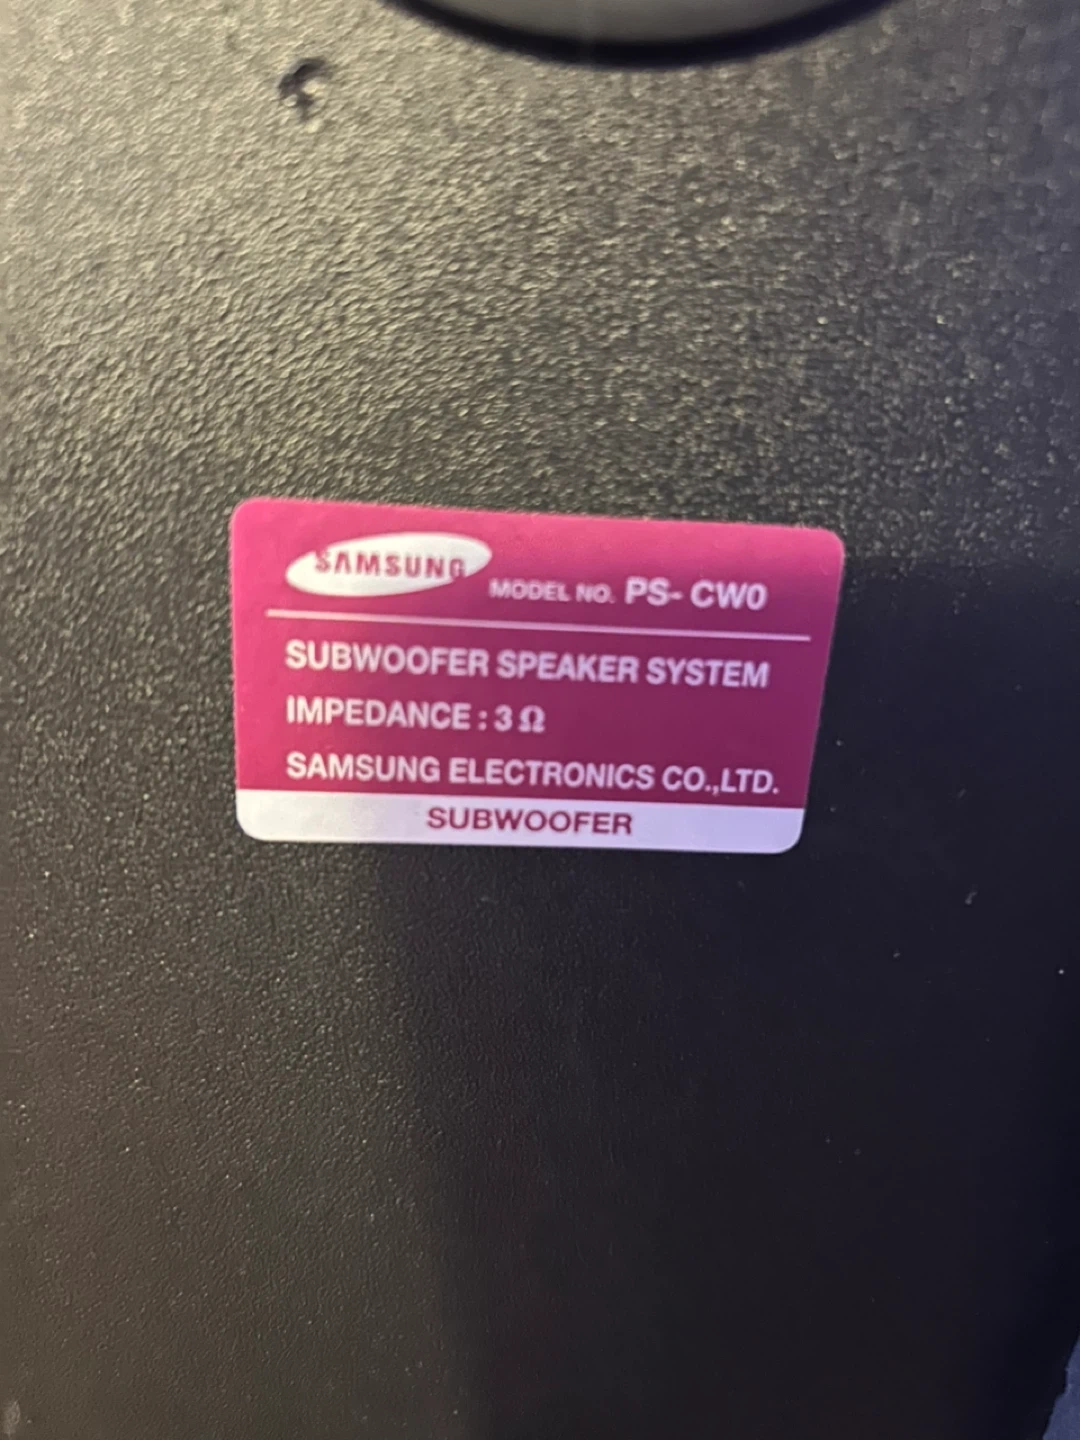 SAMSUNG MODEL NO. PS- CW0
SUBWOOFER SPEAKER SYSTEM
IMPEDANCE : 3 Ω
SAMSUNG ELECTRONICS CO.,LTD.
SUBWOOFER